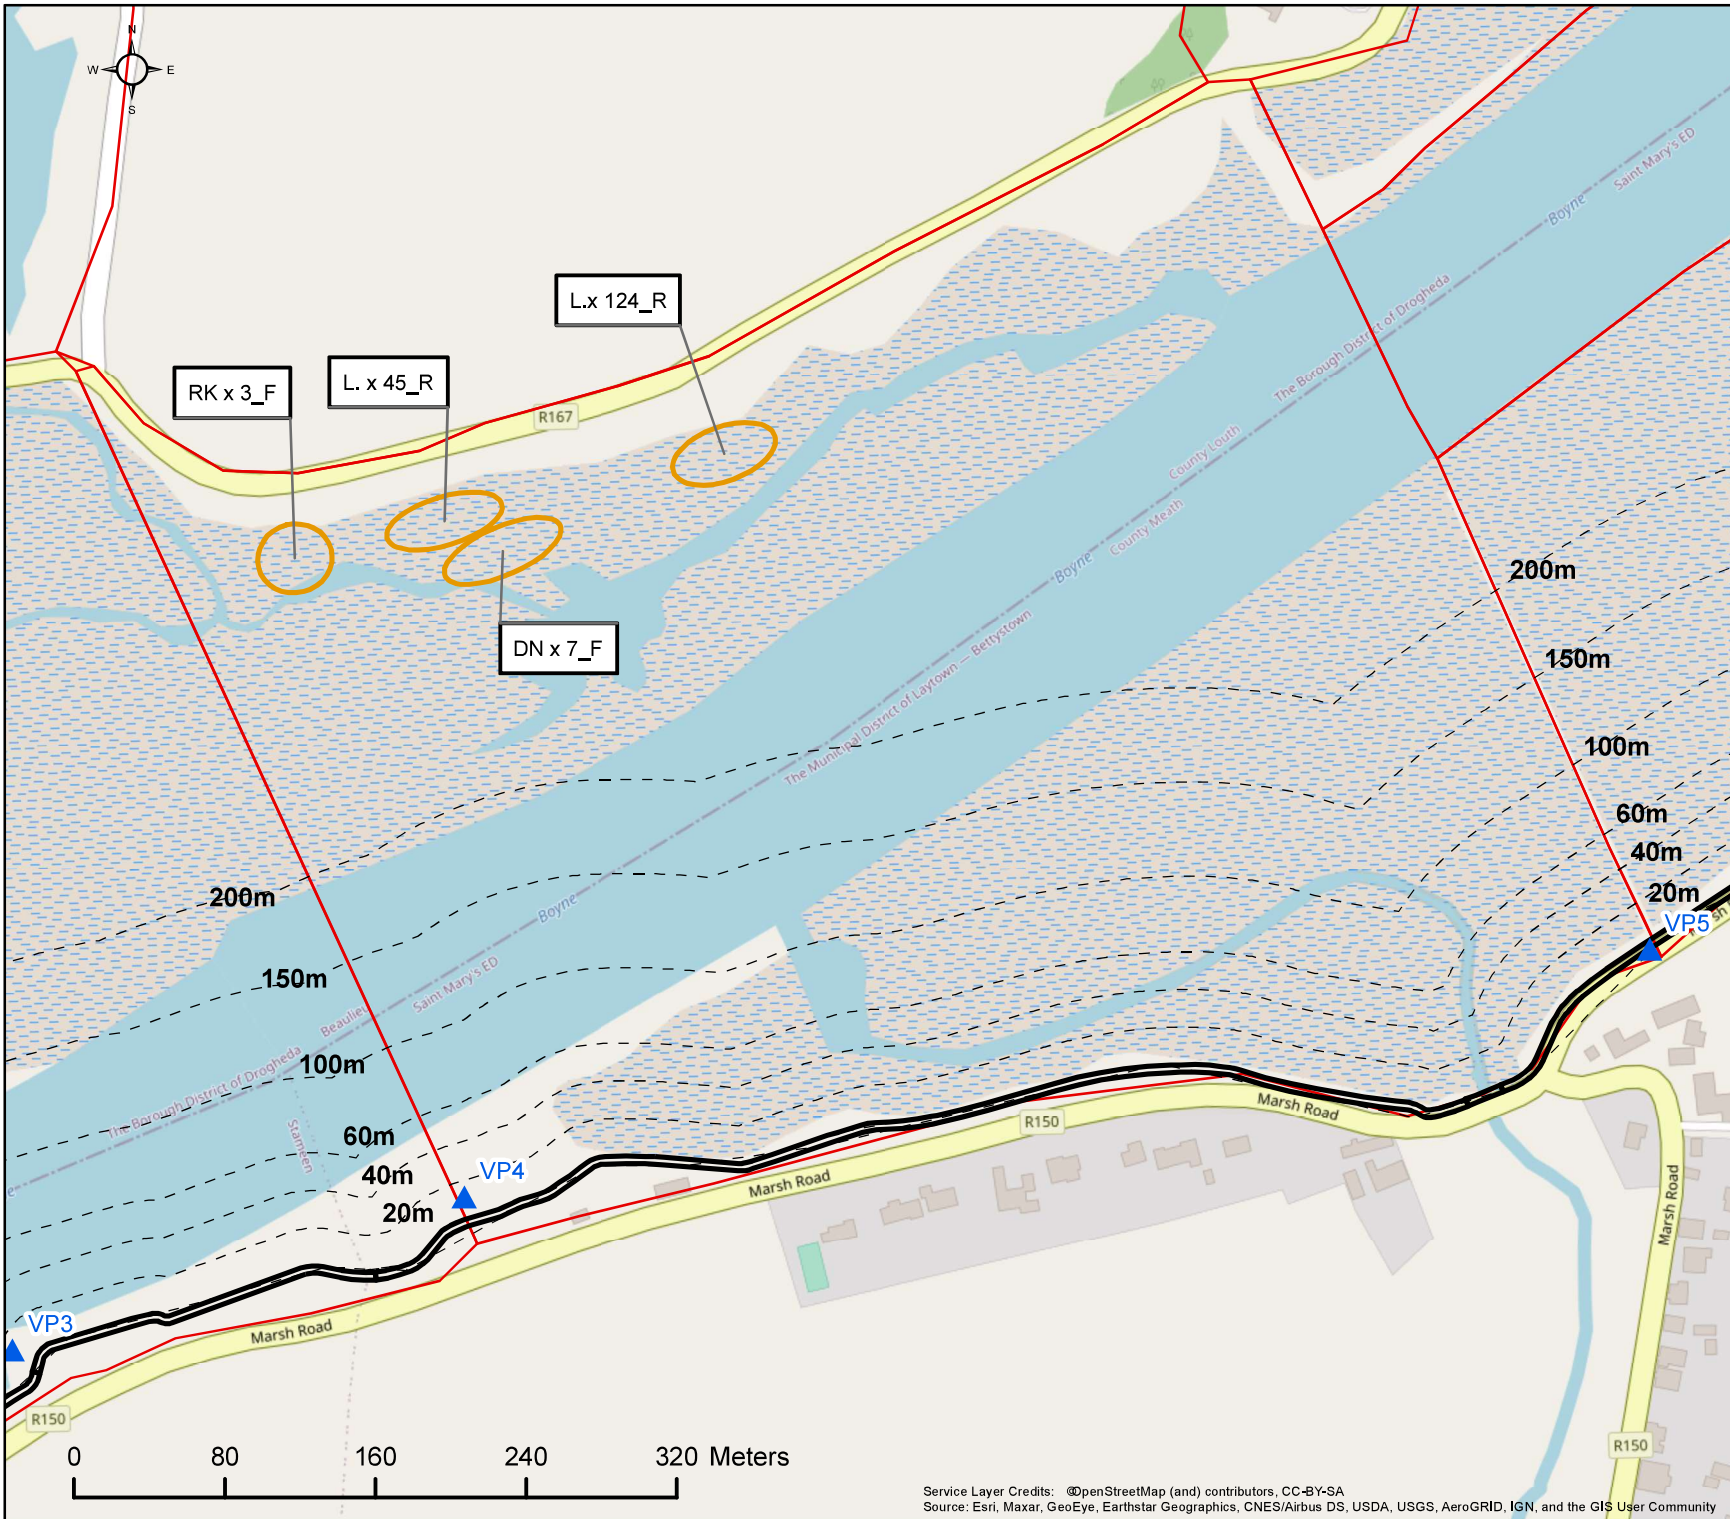 N
W E
S
L.x 124_R
RK x 3_F
L. x 45_R
DN x 7_F
R167
Saint Mary's ED
Boyne
The Borough District of Drogheda
County Louth
County Meath
Boyne
The Municipal District of Laytown — Bettystown
200m
150m
100m
60m
40m
20m
VP5
200m
150m
100m
60m
40m
20m
Boyne
Saint Mary's ED
Beaulieu
The Borough District of Drogheda
Stameen
VP4
VP3
R150
Marsh Road
Marsh Road
Marsh Road
Marsh Road
R150
R150
0 80 160 240 320 Meters
Service Layer Credits: ©OpenStreetMap (and) contributors, CC-BY-SA
Source: Esri, Maxar, GeoEye, Earthstar Geographics, CNES/Airbus DS, USDA, USGS, AeroGRID, IGN, and the GIS User Community